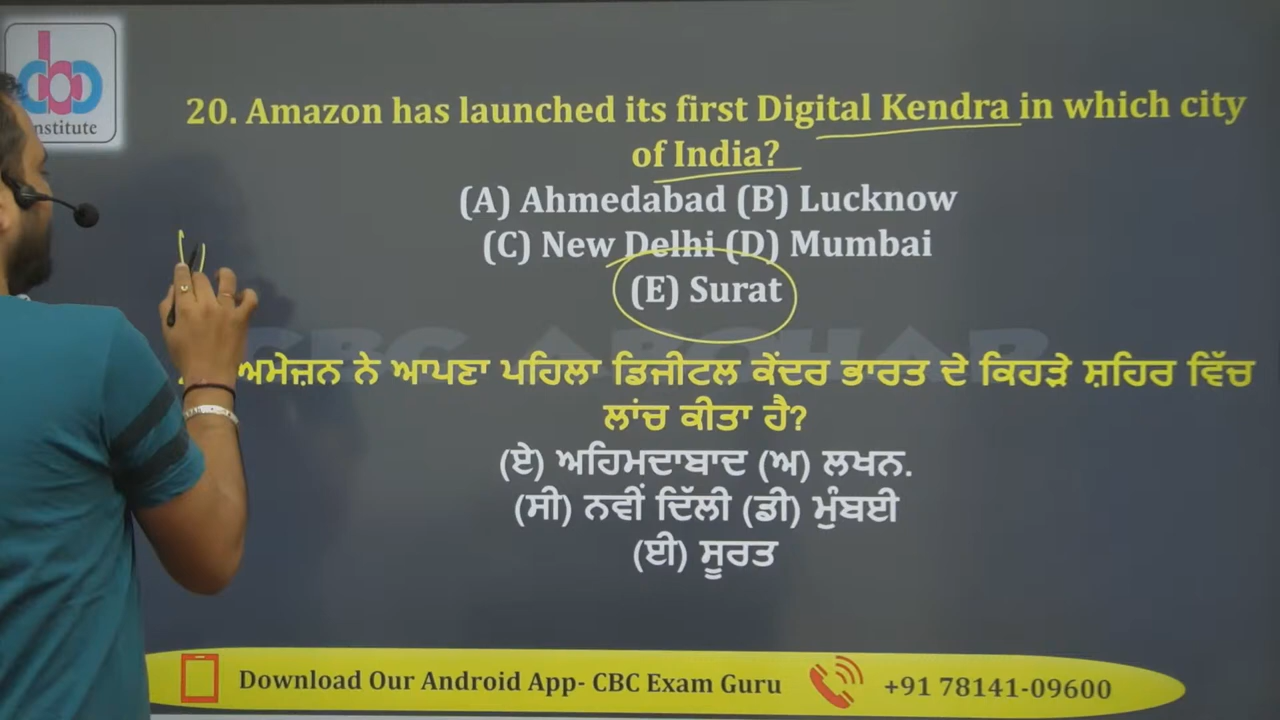 nstitute
20. Amazon has launched its first Digital Kendra in which city
of India?
(A) Ahmedabad (B) Lucknow
(C) New Delhi (D) Mumbai
(E) Surat
ਅਮੇਜ਼ਨ ਨੇ ਆਪਣਾ ਪਹਿਲਾ ਡਿਜੀਟਲ ਕੇਂਦਰ ਭਾਰਤ ਦੇ ਕਿਹੜੇ ਸ਼ਹਿਰ ਵਿੱਚ
ਲਾਂਚ ਕੀਤਾ ਹੈ?
(ਏ) ਅਹਿਮਦਾਬਾਦ (ਅ) ਲਖਨ.
(ਸੀ) ਨਵੀਂ ਦਿੱਲੀ (ਡੀ) ਮੁੰਬਈ
(ਈ) ਸੂਰਤ
Download Our Android App- CBC Exam Guru +91 78141-09600